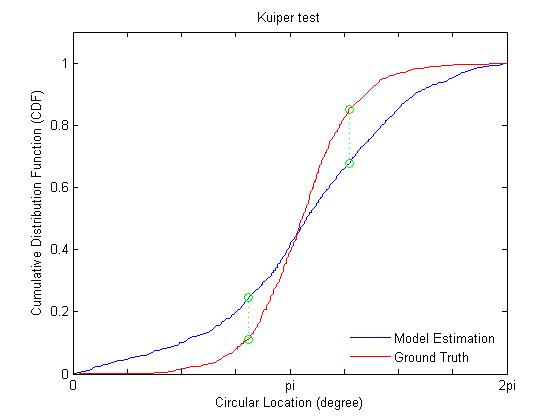 Kuiper test
Cumulative Distribution Function (CDF)
1
0.8
0.6
0.4
0.2
0
Model Estimation
Ground Truth
0
pi
2pi
Circular Location (degree)